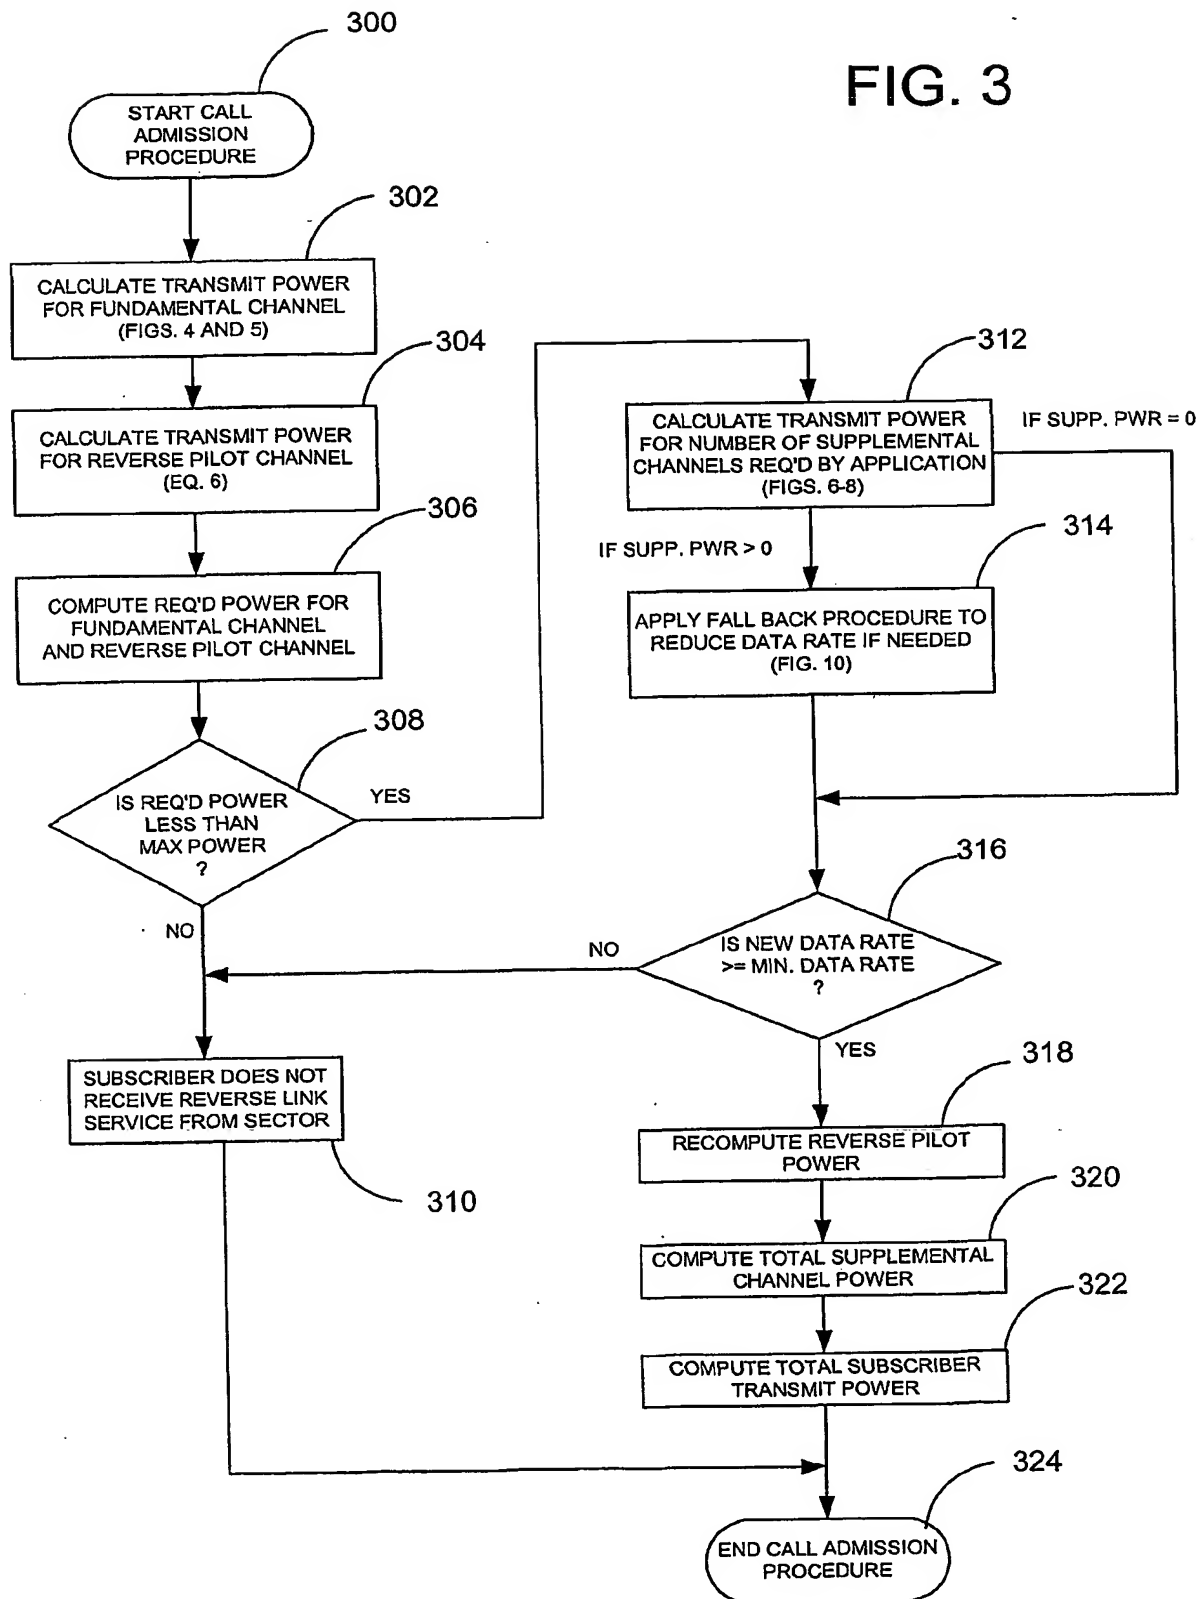 FIG. 3
300
START CALL
ADMISSION
PROCEDURE
302
CALCULATE TRANSMIT POWER
FOR FUNDAMENTAL CHANNEL
(FIGS. 4 AND 5)
304
CALCULATE TRANSMIT POWER
FOR REVERSE PILOT CHANNEL
(EQ. 6)
306
COMPUTE REQ'D POWER FOR
FUNDAMENTAL CHANNEL
AND REVERSE PILOT CHANNEL
308
IS REQ'D POWER
LESS THAN
MAX POWER
?
YES
NO
SUBSCRIBER DOES NOT
RECEIVE REVERSE LINK
SERVICE FROM SECTOR
310
312
CALCULATE TRANSMIT POWER
FOR NUMBER OF SUPPLEMENTAL
CHANNELS REQ'D BY APPLICATION
(FIGS. 6-8)
IF SUPP. PWR = 0
IF SUPP. PWR > 0
314
APPLY FALL BACK PROCEDURE TO
REDUCE DATA RATE IF NEEDED
(FIG. 10)
316
IS NEW DATA RATE
>= MIN. DATA RATE
?
NO
YES
318
RECOMPUTE REVERSE PILOT
POWER
320
COMPUTE TOTAL SUPPLEMENTAL
CHANNEL POWER
322
COMPUTE TOTAL SUBSCRIBER
TRANSMIT POWER
324
END CALL ADMISSION
PROCEDURE